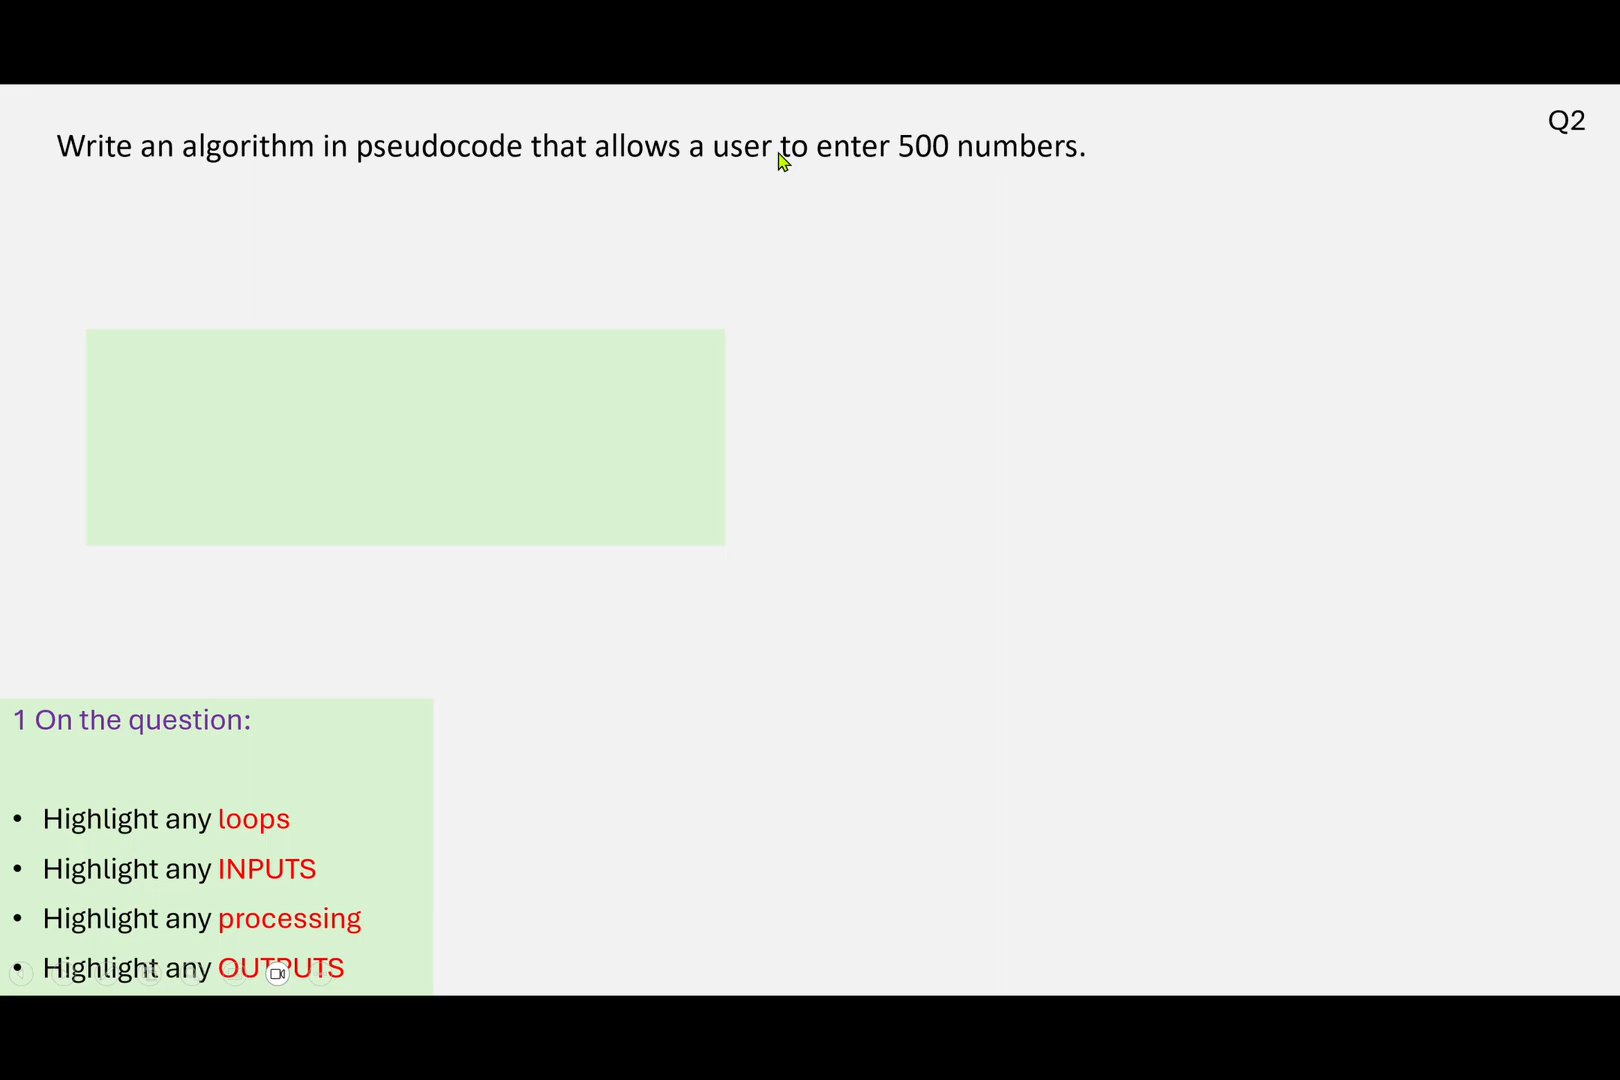 Q2
Write an algorithm in pseudocode that allows a user to enter 500 numbers.
1 On the question:
• Highlight any loops
• Highlight any INPUTS
• Highlight any processing
• Highlight any OUTPUTS